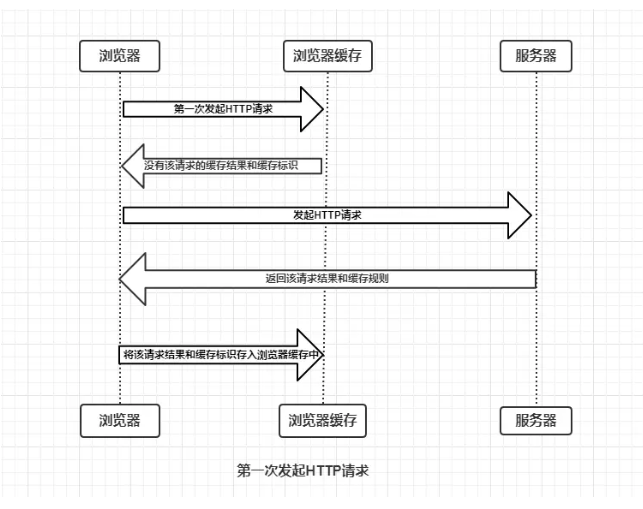 浏览器
浏览器缓存
服务器
第一次发起HTTP请求
没有该请求的缓存结果和缓存标识
发起HTTP请求
返回该请求结果和缓存规则
将该请求结果和缓存标识存入浏览器缓存中
浏览器
浏览器缓存
服务器
第一次发起HTTP请求